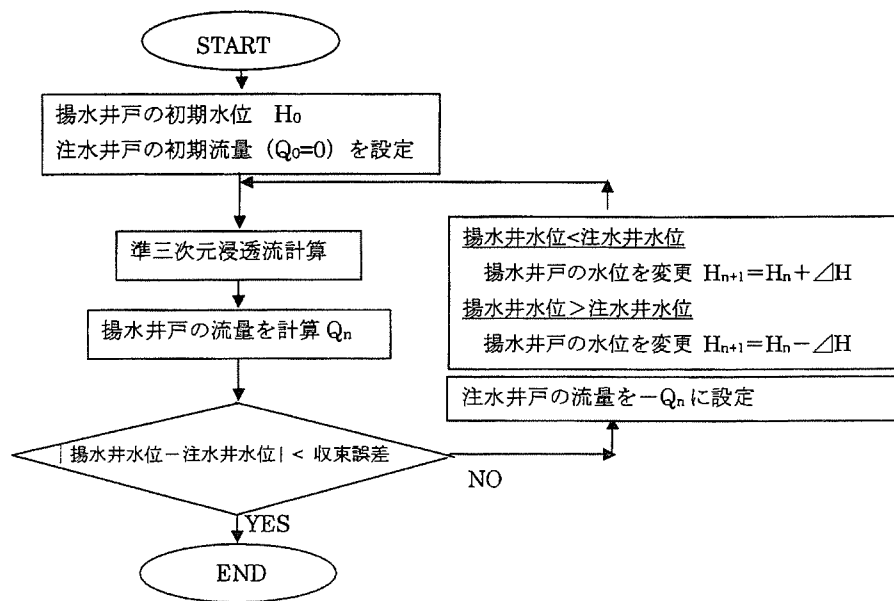 START
揚水井戸の初期水位 H₀
注水井戸の初期流量（Q₀=0）を設定
準三次元浸透流計算
揚水井戸の流量を計算 Qₙ
|揚水井水位－注水井水位| < 収束誤差
NO
YES
END
揚水井水位<注水井水位
揚水井戸の水位を変更 Hₙ₊₁=Hₙ＋⊿H
揚水井水位＞注水井水位
揚水井戸の水位を変更 Hₙ₊₁=Hₙ－⊿H
注水井戸の流量を－Qₙに設定